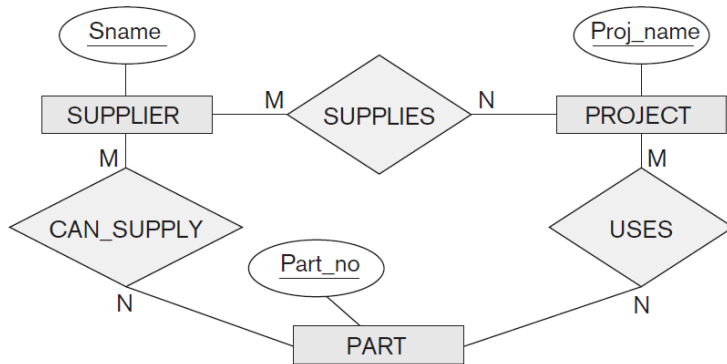 Sname
Proj_name
M
SUPPLIES
N
SUPPLIER
PROJECT
M
M
CAN_SUPPLY
USES
Part_no
N
N
PART